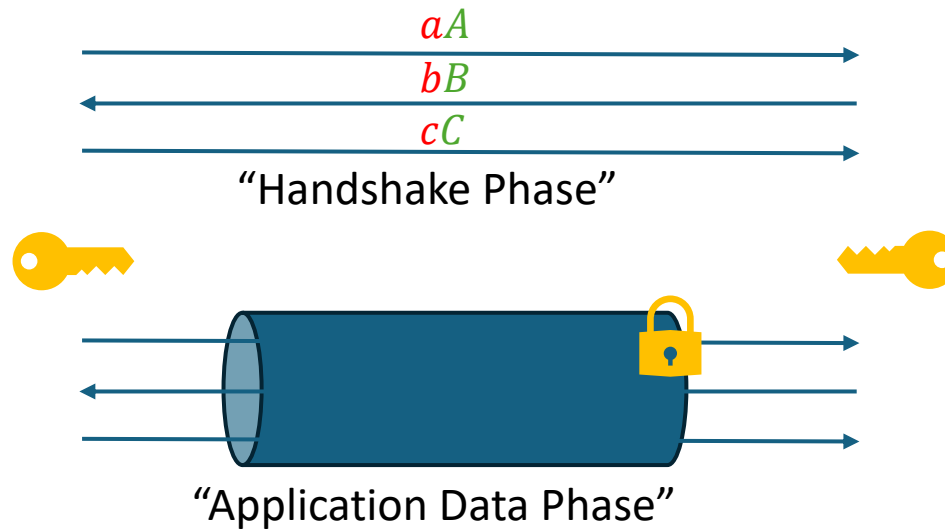 aA
bB
cC
“Handshake Phase”
“Application Data Phase”